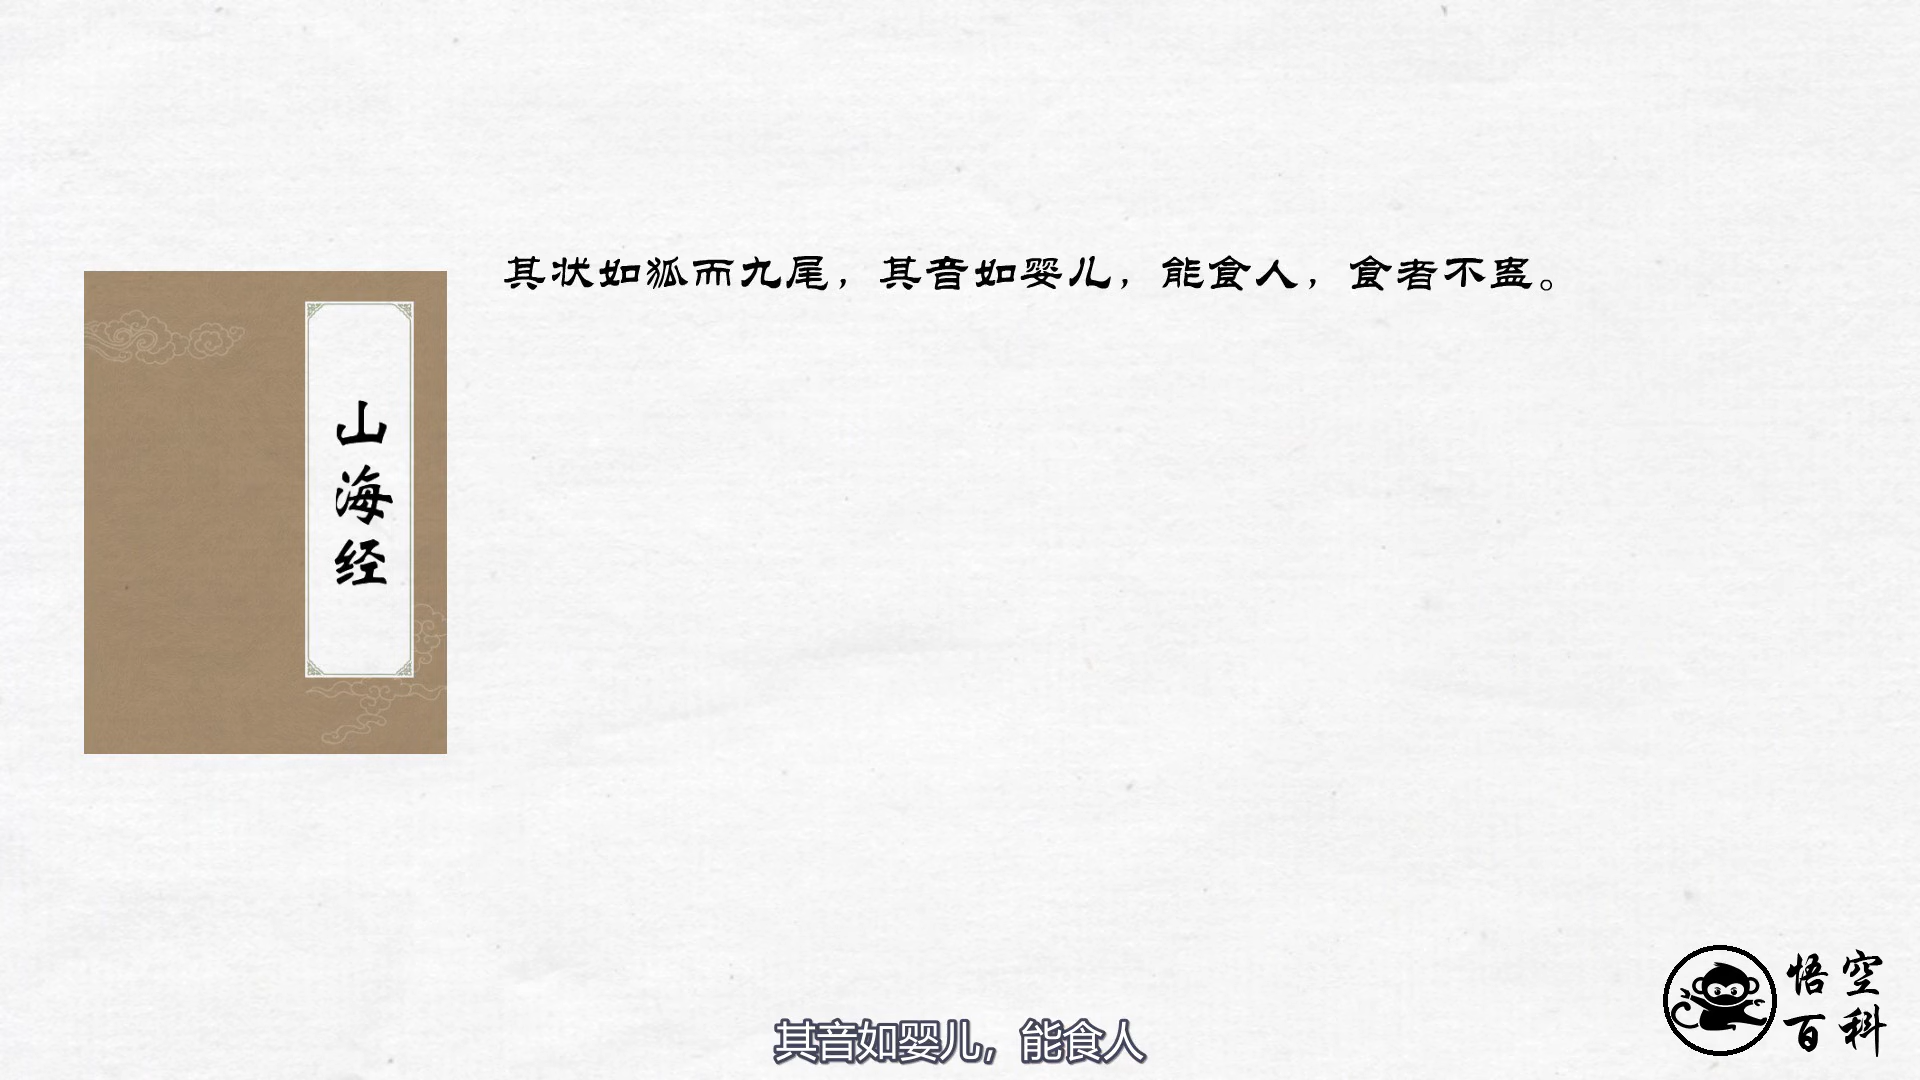 其状如狐而九尾，其音如婴儿，能食人，食者不蛊。
山海经
其音如婴儿，能食人
悟空
百科